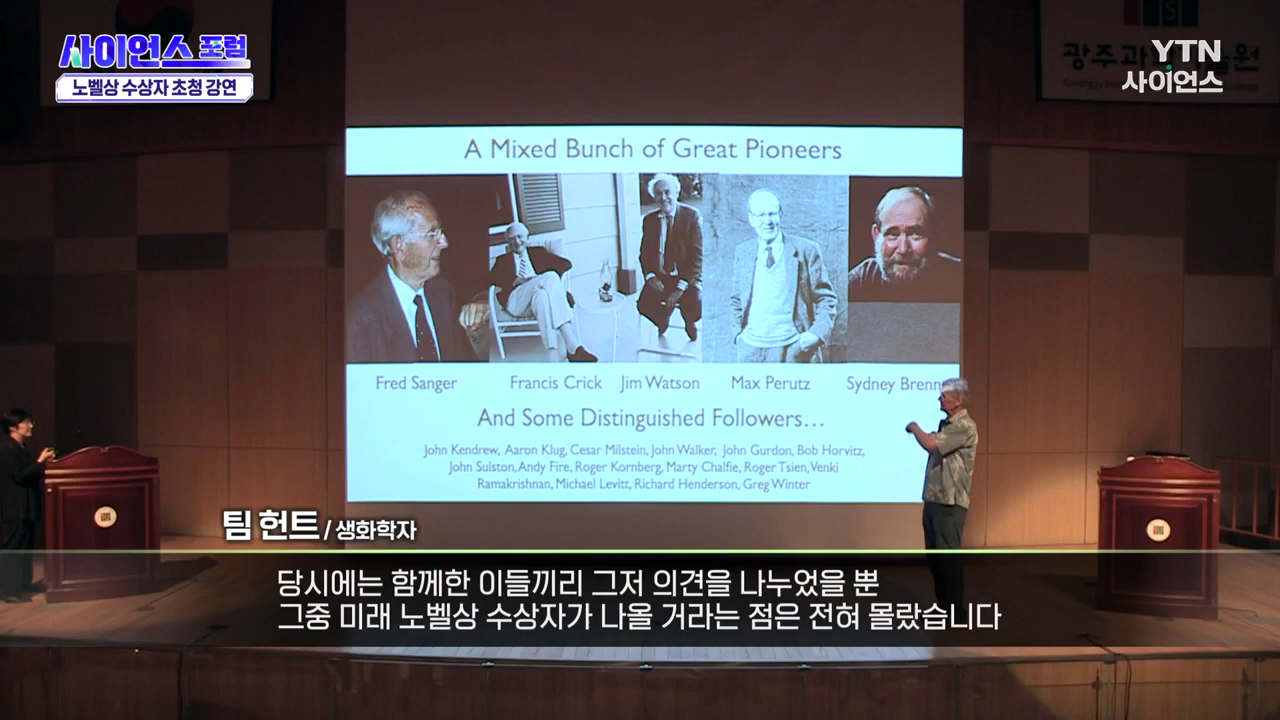 사이언스 포럼
노벨상 수상자 초청 강연
YTN
사이언스
A Mixed Bunch of Great Pioneers
Fred Sanger Francis Crick Jim Watson Max Perutz Sydney Brenn
And Some Distinguished Followers…
John Kendrew, Aaron Klug, Cesar Milstein, John Walker, John Gurdon, Bob Horvitz,
John Sulston, Andy Fire, Roger Kornberg, Marty Chalfie, Roger Tsien, Venki
Ramakrishnan, Michael Levitt, Richard Henderson, Greg Winter
팀 헌트 / 생화학자
당시에는 함께한 이들끼리 그저 의견을 나누었을 뿐
그중 미래 노벨상 수상자가 나올 거라는 점은 전혀 몰랐습니다